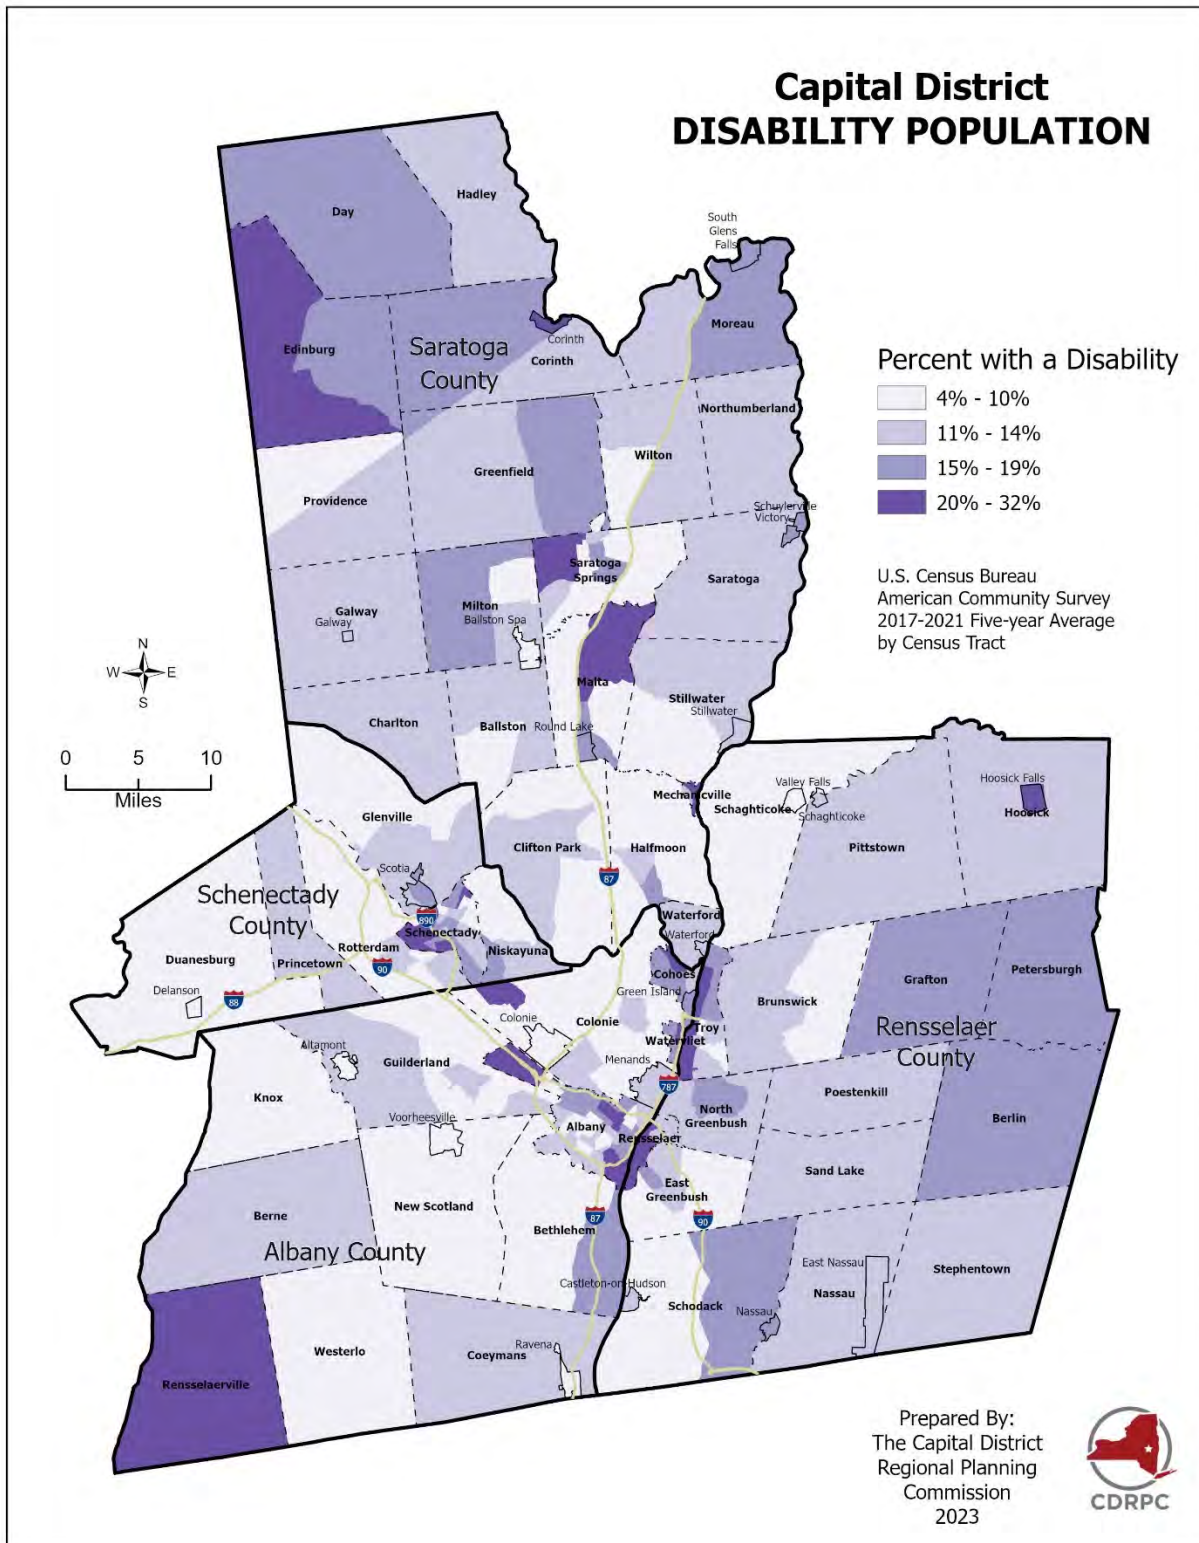 Capital District
DISABILITY POPULATION
Hadley
Day
South
Glens
Falls
Moreau
Edinburg
Saratoga
County
Corinth
Corinth
Percent with a Disability
4% - 10%
11% - 14%
15% - 19%
20% - 32%
Northumberland
Wilton
Greenfield
Providence
Schuylerville
Victory
Saratoga
Springs
Saratoga
U.S. Census Bureau
American Community Survey
2017-2021 Five-year Average
by Census Tract
Milton
Ballston Spa
Galway
Galway
N
W
E
S
Malta
Stillwater
Stillwater
Charlton
Ballston
Round Lake
0
5
10
Miles
Mechanicville
Valley Falls
Schaghticoke
Schaghticoke
Hoosick Falls
Hoosick
Glenville
Clifton Park
Halfmoon
Pittstown
Scotia
87
Schenectady
County
890
Schenectady
Waterford
Waterford
Rotterdam
Niskayuna
Duanesburg
Princetown
90
Cohoes
Grafton
Petersburgh
Delanson
88
Green Island
Brunswick
Colonie
Colonie
Troy
Watervliet
Rensselaer
County
Altamont
Guilderland
Menands
787
Knox
Poestenkill
Voorheesville
Albany
North
Greenbush
Berlin
Rensselaer
Sand Lake
East
Greenbush
New Scotland
Berne
Bethlehem
87
90
Albany County
East Nassau
Stephentown
Castleton-on-Hudson
Nassau
Schodack
Nassau
Ravena
Westerlo
Coeymans
Rensselaerville
Prepared By:
The Capital District
Regional Planning
Commission
2023
CDRPC